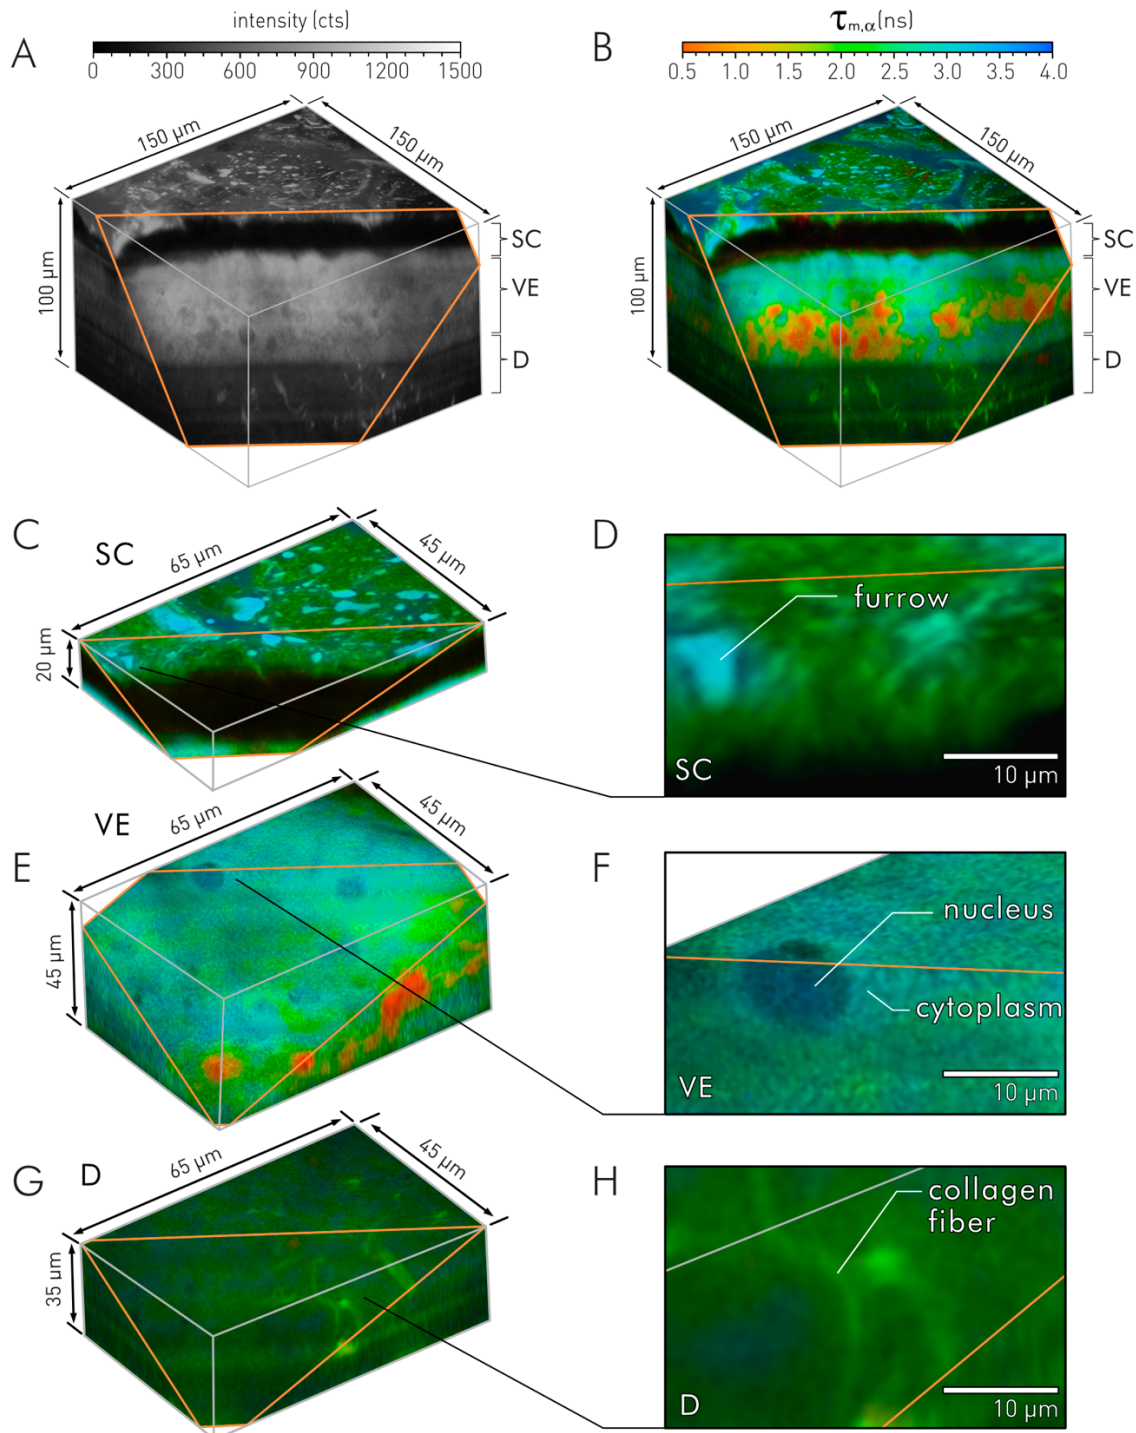 A
intensity (cts)
0 300 600 900 1200 1500
150 µm
150 µm
100 µm
SC
VE
D
B
τm,α(ns)
0.5 1.0 1.5 2.0 2.5 3.0 3.5 4.0
150 µm
150 µm
100 µm
SC
VE
D
C
SC
65 µm
45 µm
20 µm
D
furrow
SC
10 µm
VE
E
65 µm
45 µm
45 µm
F
nucleus
cytoplasm
VE
10 µm
G
D
65 µm
45 µm
35 µm
H
collagen
fiber
D
10 µm